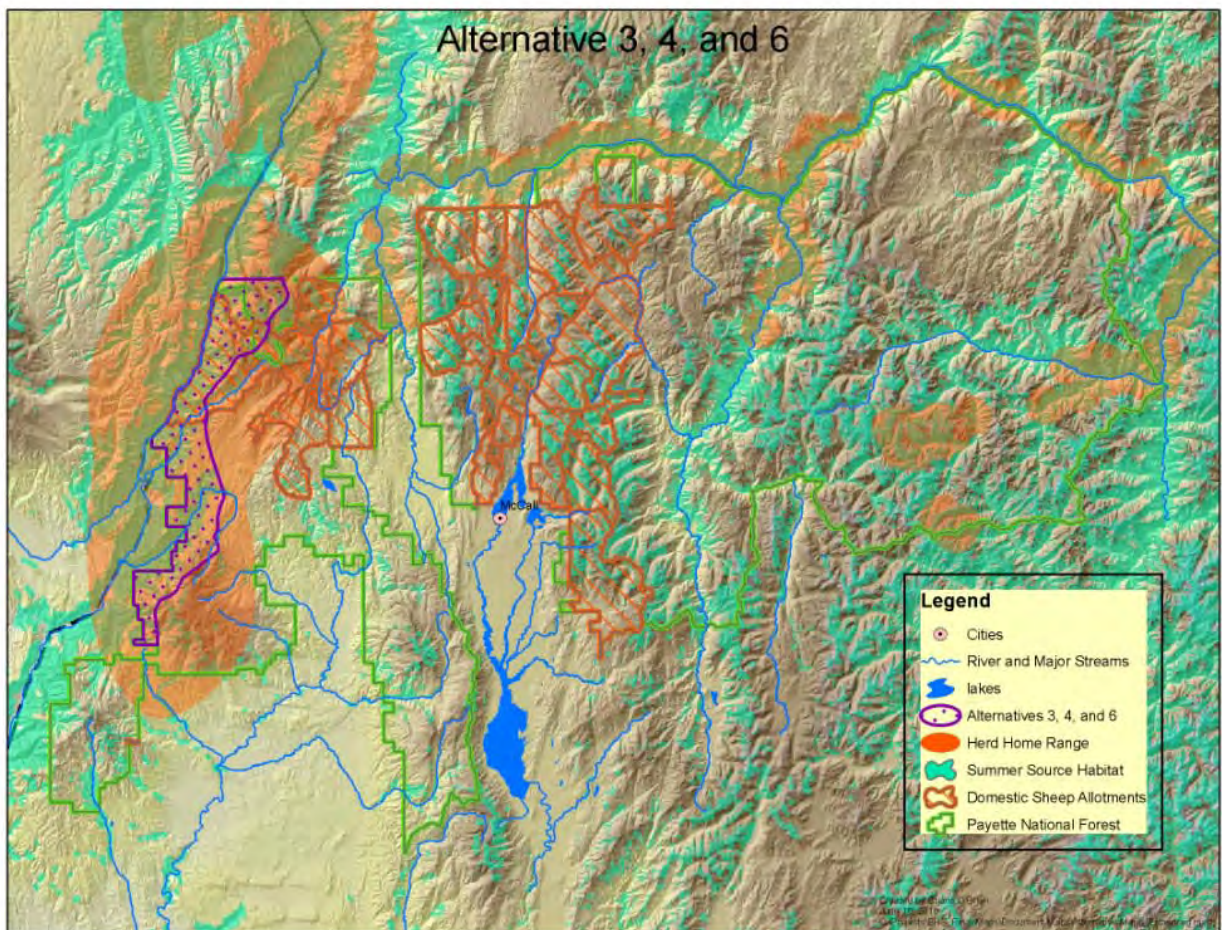 Alternative 3, 4, and 6
McCall
Legend
Cities
River and Major Streams
lakes
Alternatives 3, 4, and 6
Herd Home Range
Summer Source Habitat
Domestic Sheep Allotments
Payette National Forest